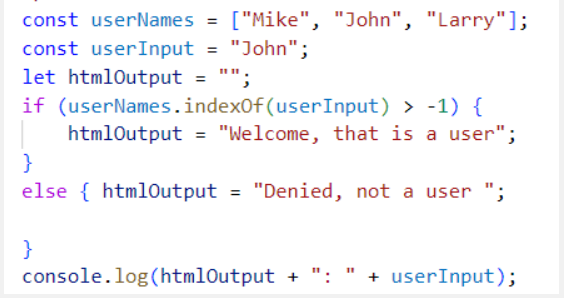 const userNames = ["Mike", "John", "Larry"];
const userInput = "John";
let htmlOutput = "";
if (userNames.indexOf(userInput) > -1) {
    htmlOutput = "Welcome, that is a user";
}
else { htmlOutput = "Denied, not a user ";

}
console.log(htmlOutput + ": " + userInput);